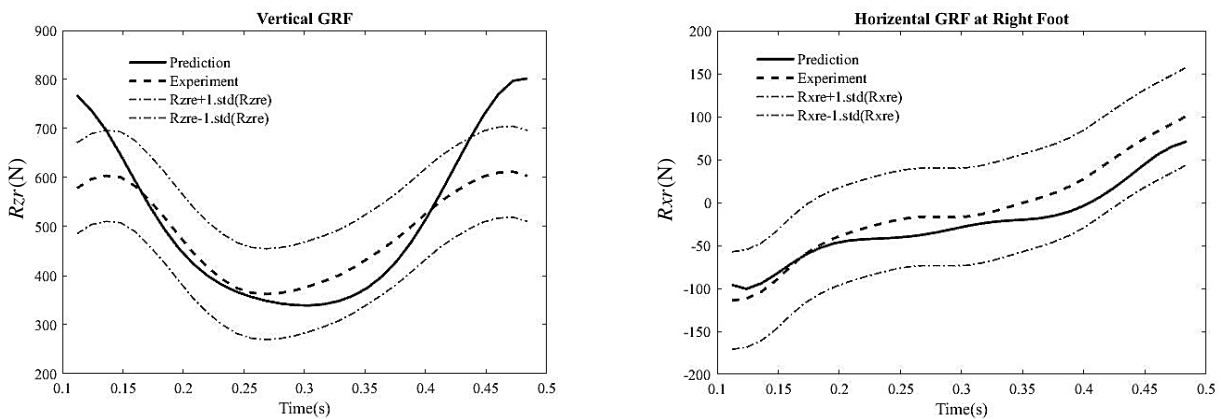 Vertical GRF
900
800
700
600
500
400
300
200
Rzr(N)
Prediction
Experiment
Rzre+1.std(Rzre)
Rzre-1.std(Rzre)
0.1 0.15 0.2 0.25 0.3 0.35 0.4 0.45 0.5
Time(s)
Horizental GRF at Right Foot
200
150
100
50
0
-50
-100
-150
-200
Rxr(N)
Prediction
Experiment
Rxre+1.std(Rxre)
Rxre-1.std(Rxre)
0.1 0.15 0.2 0.25 0.3 0.35 0.4 0.45 0.5
Time(s)